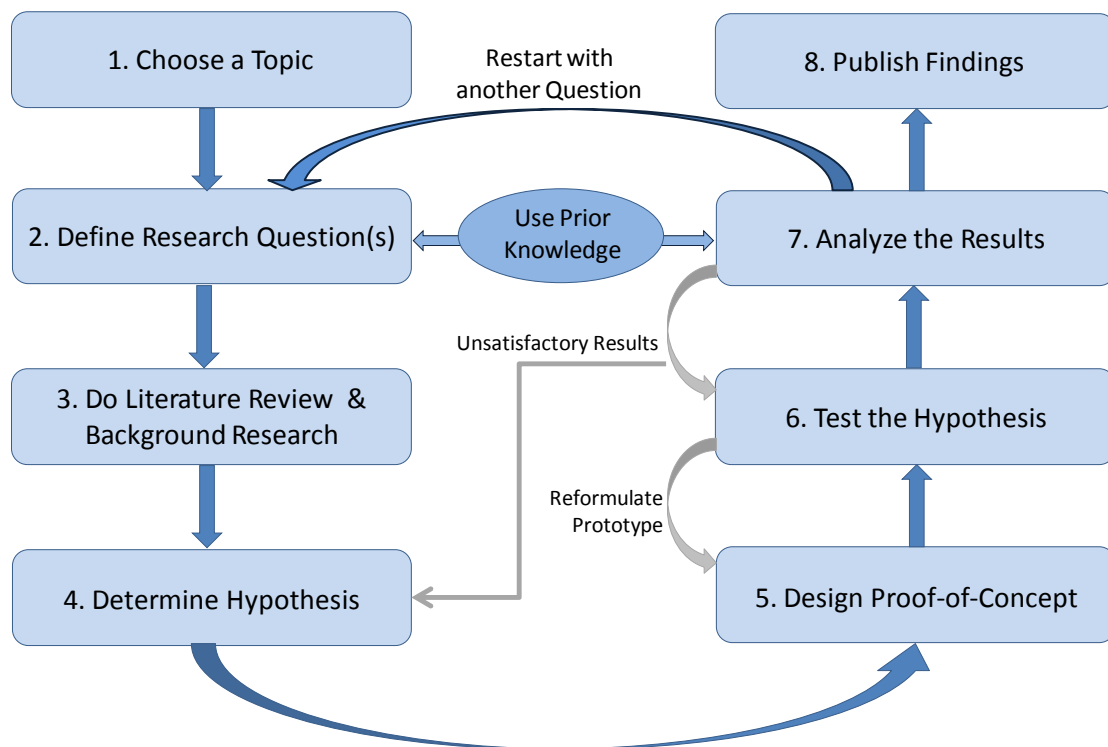 1. Choose a Topic
Restart with
another Question
8. Publish Findings
2. Define Research Question(s)
Use Prior
Knowledge
7. Analyze the Results
Unsatisfactory Results
3. Do Literature Review &
Background Research
6. Test the Hypothesis
Reformulate
Prototype
4. Determine Hypothesis
5. Design Proof-of-Concept